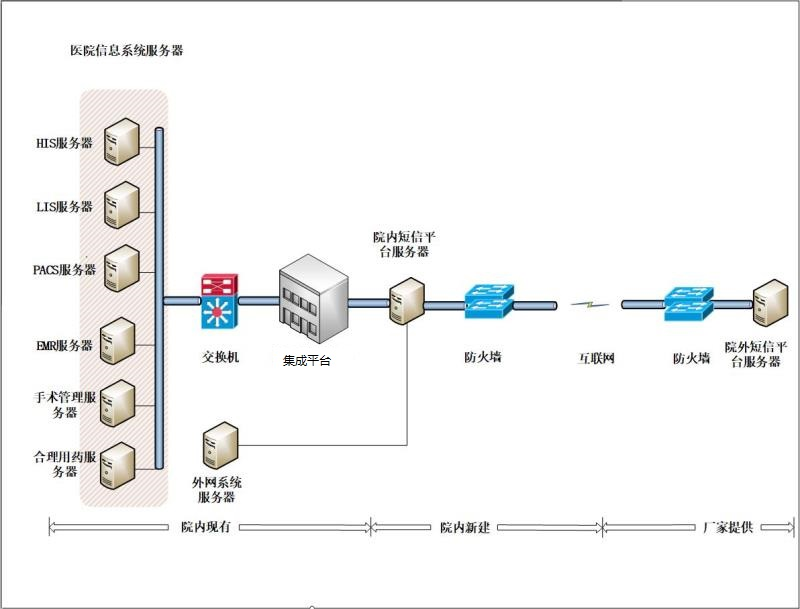 医院信息系统服务器
HIS服务器
LIS服务器
PACS服务器
EMR服务器
手术管理服
务器
合理用药服
务器
交换机
集成平台
院内短信平
台服务器
防火墙
互联网
防火墙
院外短信平
台服务器
外网系统
服务器
院内现有
院内新建
厂家提供